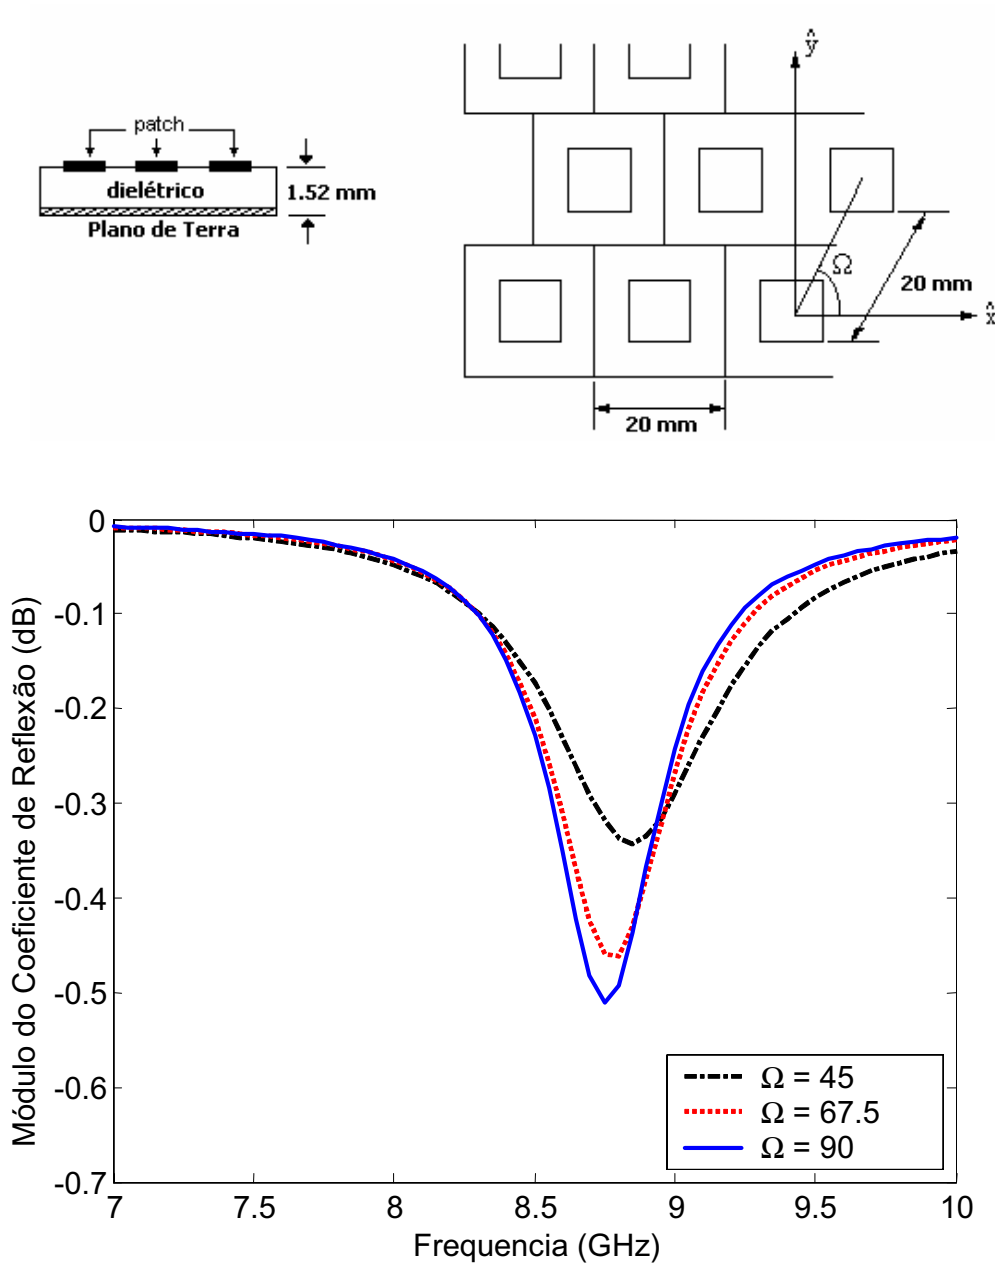 patch
dielétrico
1.52 mm
Plano de Terra
ŷ
Ω
20 mm
x̂
20 mm
Módulo do Coeficiente de Reflexão (dB)
0
-0.1
-0.2
-0.3
-0.4
-0.5
-0.6
-0.7
Ω = 45
Ω = 67.5
Ω = 90
7 7.5 8 8.5 9 9.5 10
Frequencia (GHz)